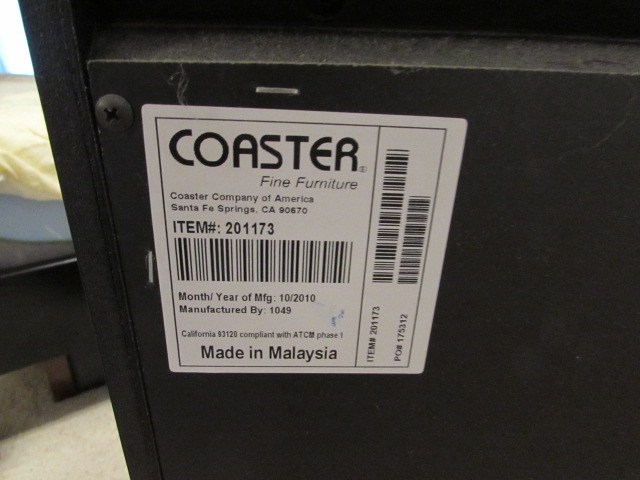 COASTER®
Fine Furniture
Coaster Company of America
Santa Fe Springs, CA 90670
ITEM#: 201173
Month/ Year of Mfg: 10/2010
Manufactured By: 1049
California 93120 compliant with ATCM phase 1
Made in Malaysia
ITEM# 201173
PO# 175312